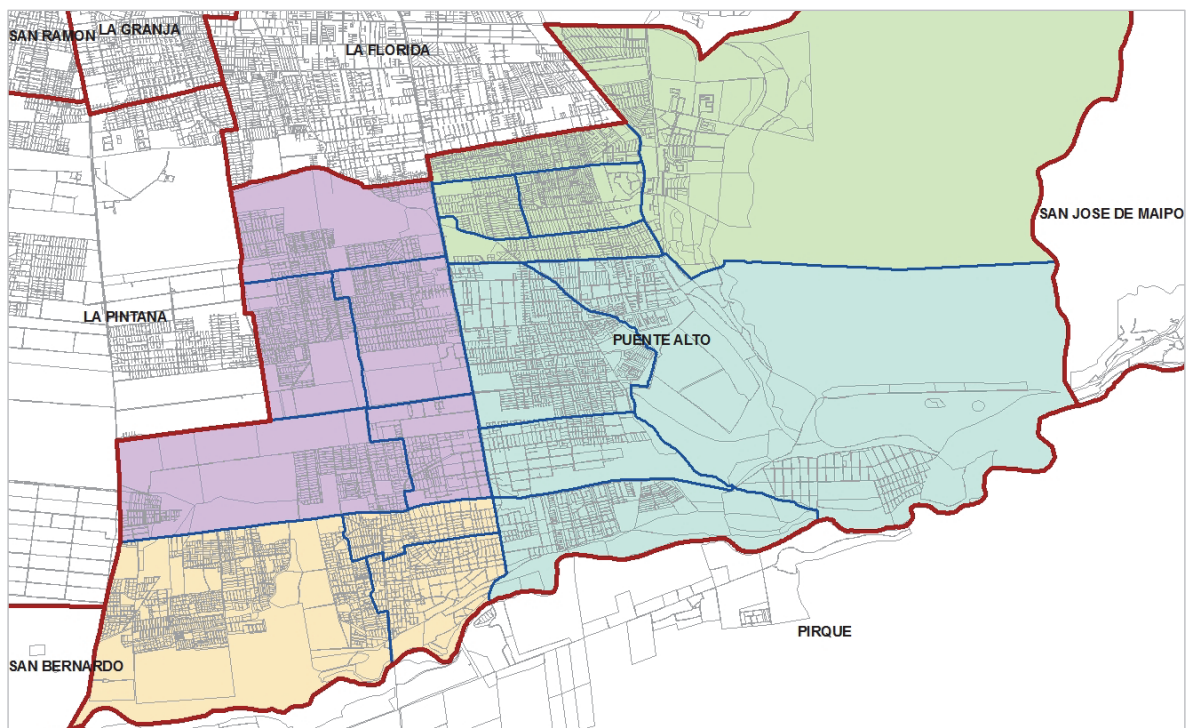 SAN RAMON
LA GRANJA
LA FLORIDA
SAN JOSE DE MAIPO
LA PINTANA
PUENTE ALTO
PIRQUE
SAN BERNARDO